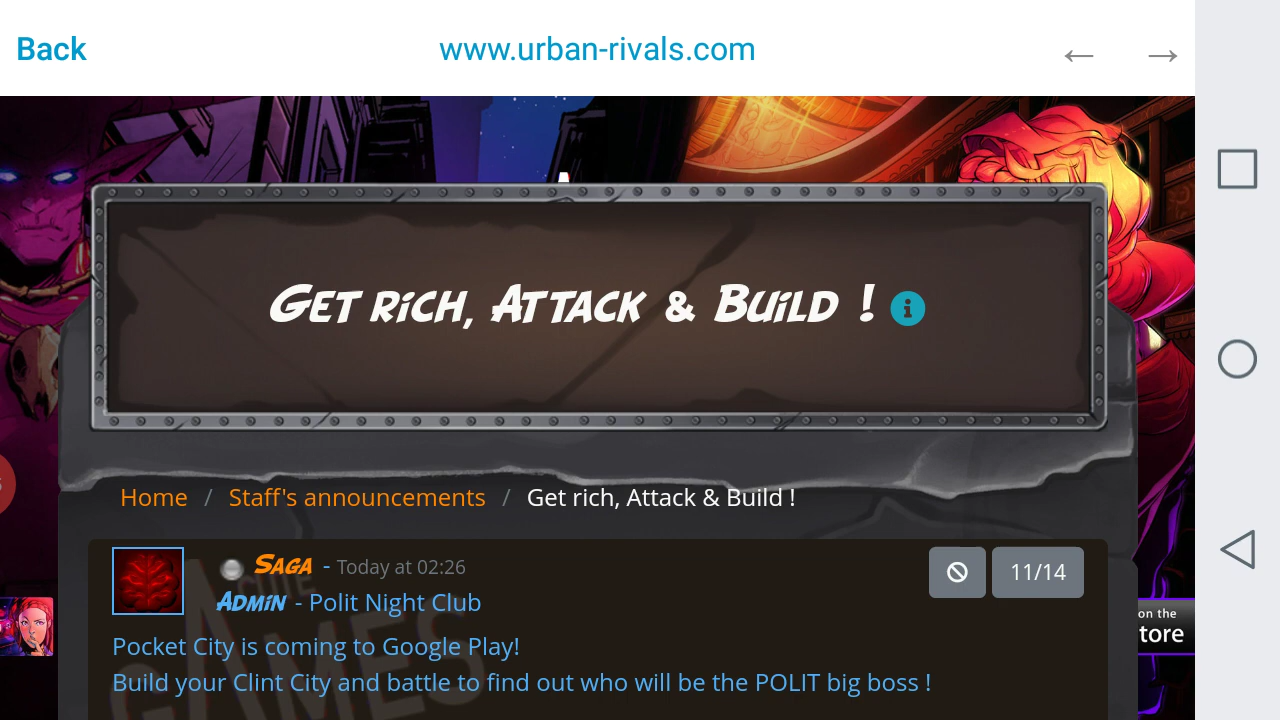 Back
www.urban-rivals.com
Get rich, Attack & Build !
Home / Staff's announcements / Get rich, Attack & Build !
Saga - Today at 02:26
11/14
Admin - Polit Night Club
on the
tore
Pocket City is coming to Google Play!
Build your Clint City and battle to find out who will be the POLIT big boss !
GAMES